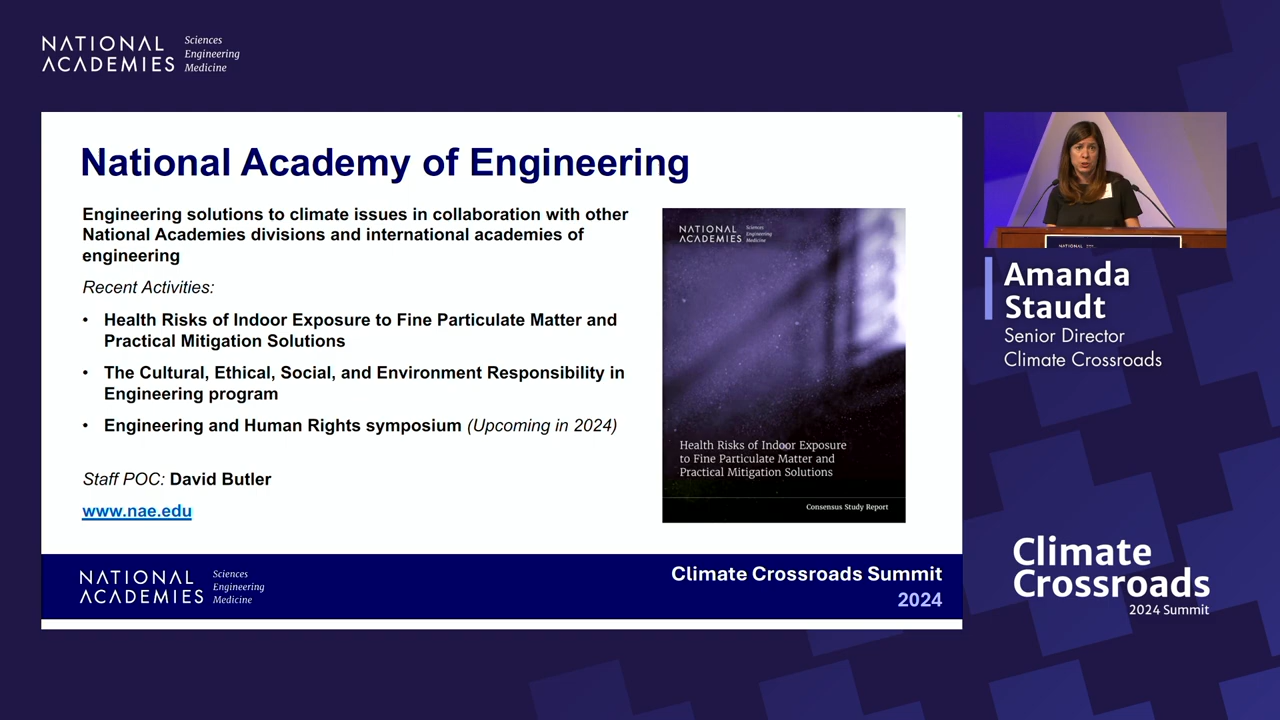 NATIONAL
ACADEMIES
Sciences
Engineering
Medicine
National Academy of Engineering
Engineering solutions to climate issues in collaboration with other
National Academies divisions and international academies of
engineering
Recent Activities:
• Health Risks of Indoor Exposure to Fine Particulate Matter and
Practical Mitigation Solutions
• The Cultural, Ethical, Social, and Environment Responsibility in
Engineering program
• Engineering and Human Rights symposium (Upcoming in 2024)
Staff POC: David Butler
www.nae.edu
NATIONAL
ACADEMIES
Sciences
Engineering
Medicine
Health Risks of Indoor Exposure
to Fine Particulate Matter and
Practical Mitigation Solutions
Consensus Study Report
NATIONAL
ACADEMIES
Sciences
Engineering
Medicine
Climate Crossroads Summit
2024
NATIONAL
Amanda
Staudt
Senior Director
Climate Crossroads
Climate
Crossroads
2024 Summit